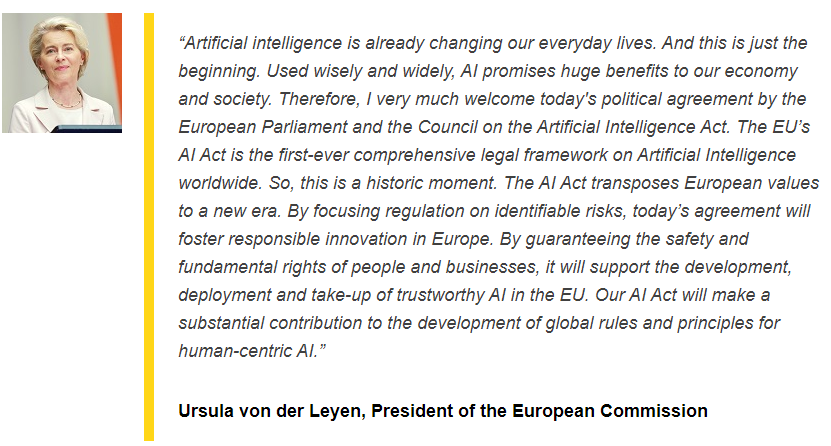 “Artificial intelligence is already changing our everyday lives. And this is just the
beginning. Used wisely and widely, AI promises huge benefits to our economy
and society. Therefore, I very much welcome today's political agreement by the
European Parliament and the Council on the Artificial Intelligence Act. The EU’s
AI Act is the first-ever comprehensive legal framework on Artificial Intelligence
worldwide. So, this is a historic moment. The AI Act transposes European values
to a new era. By focusing regulation on identifiable risks, today’s agreement will
foster responsible innovation in Europe. By guaranteeing the safety and
fundamental rights of people and businesses, it will support the development,
deployment and take-up of trustworthy AI in the EU. Our AI Act will make a
substantial contribution to the development of global rules and principles for
human-centric AI.”
Ursula von der Leyen, President of the European Commission